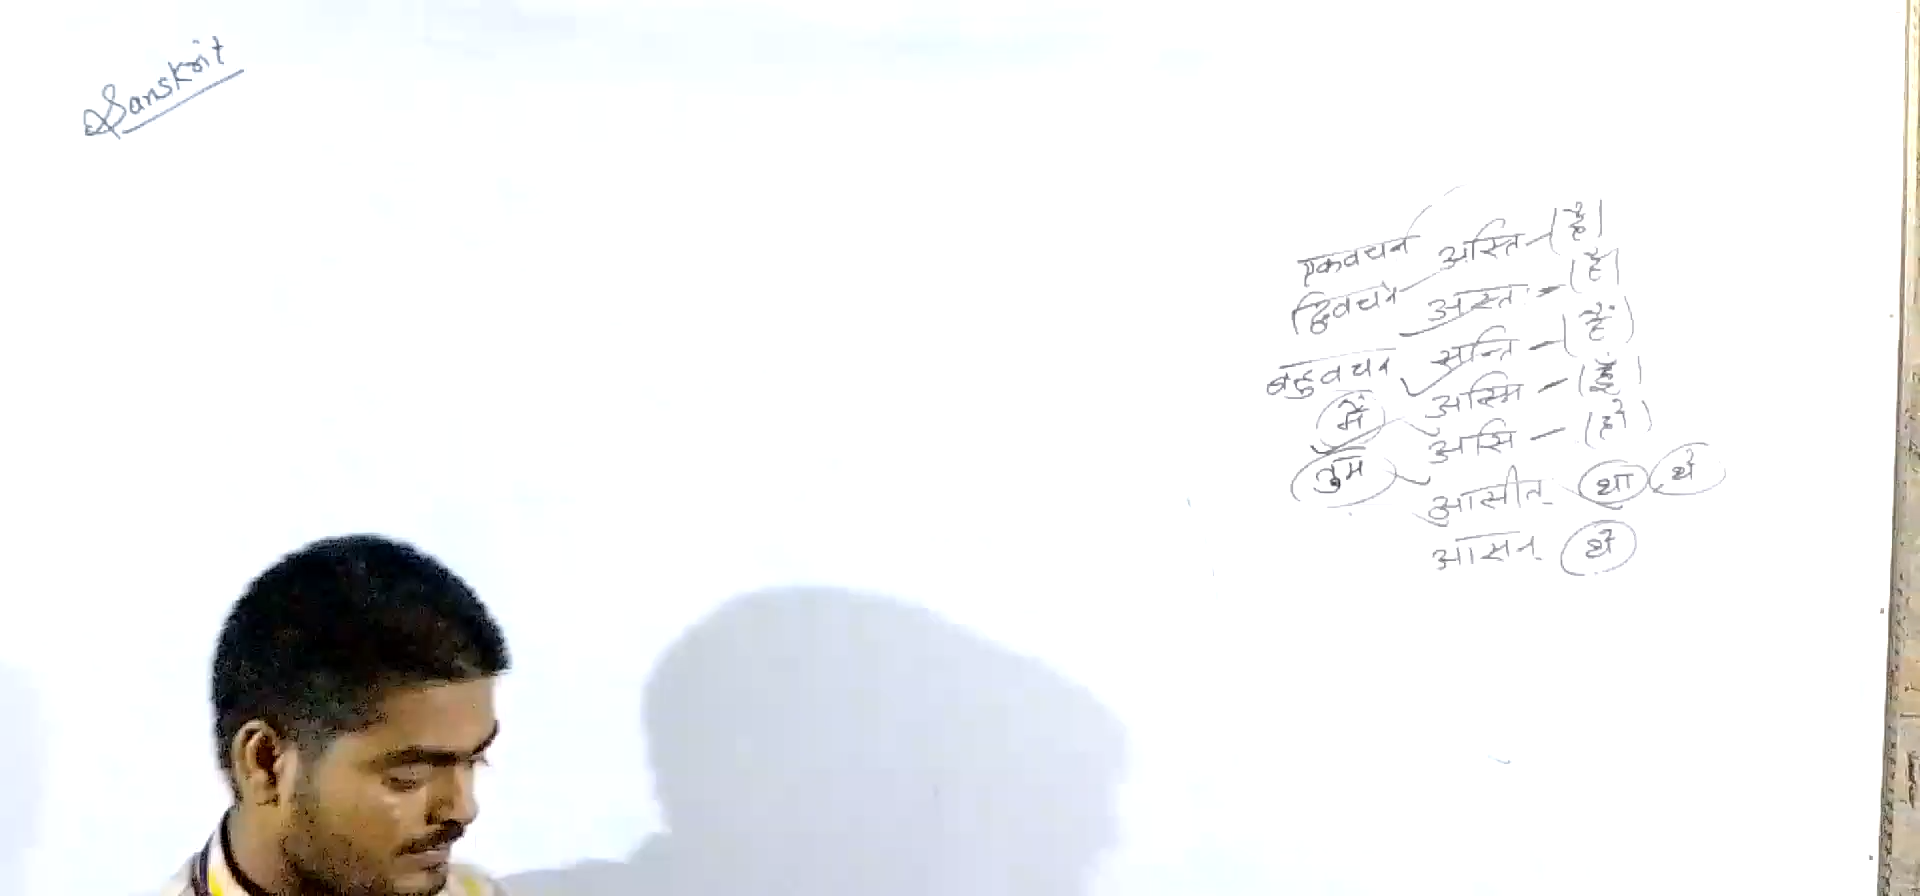 Sanskrit
एकवचन अस्ति - (है)
द्विवचन अस्तः - (हैं)
बहुवचन सन्ति - (हैं)
मैं अस्मि - (हूँ)
तुम असि - (हो)
आसीत् था थे
आसन् थे